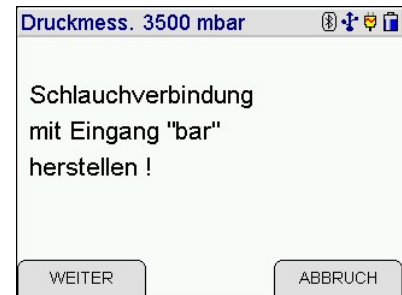 Druckmess. 3500 mbar
Schlauchverbindung
mit Eingang "bar"
herstellen !
WEITER
ABBRUCH